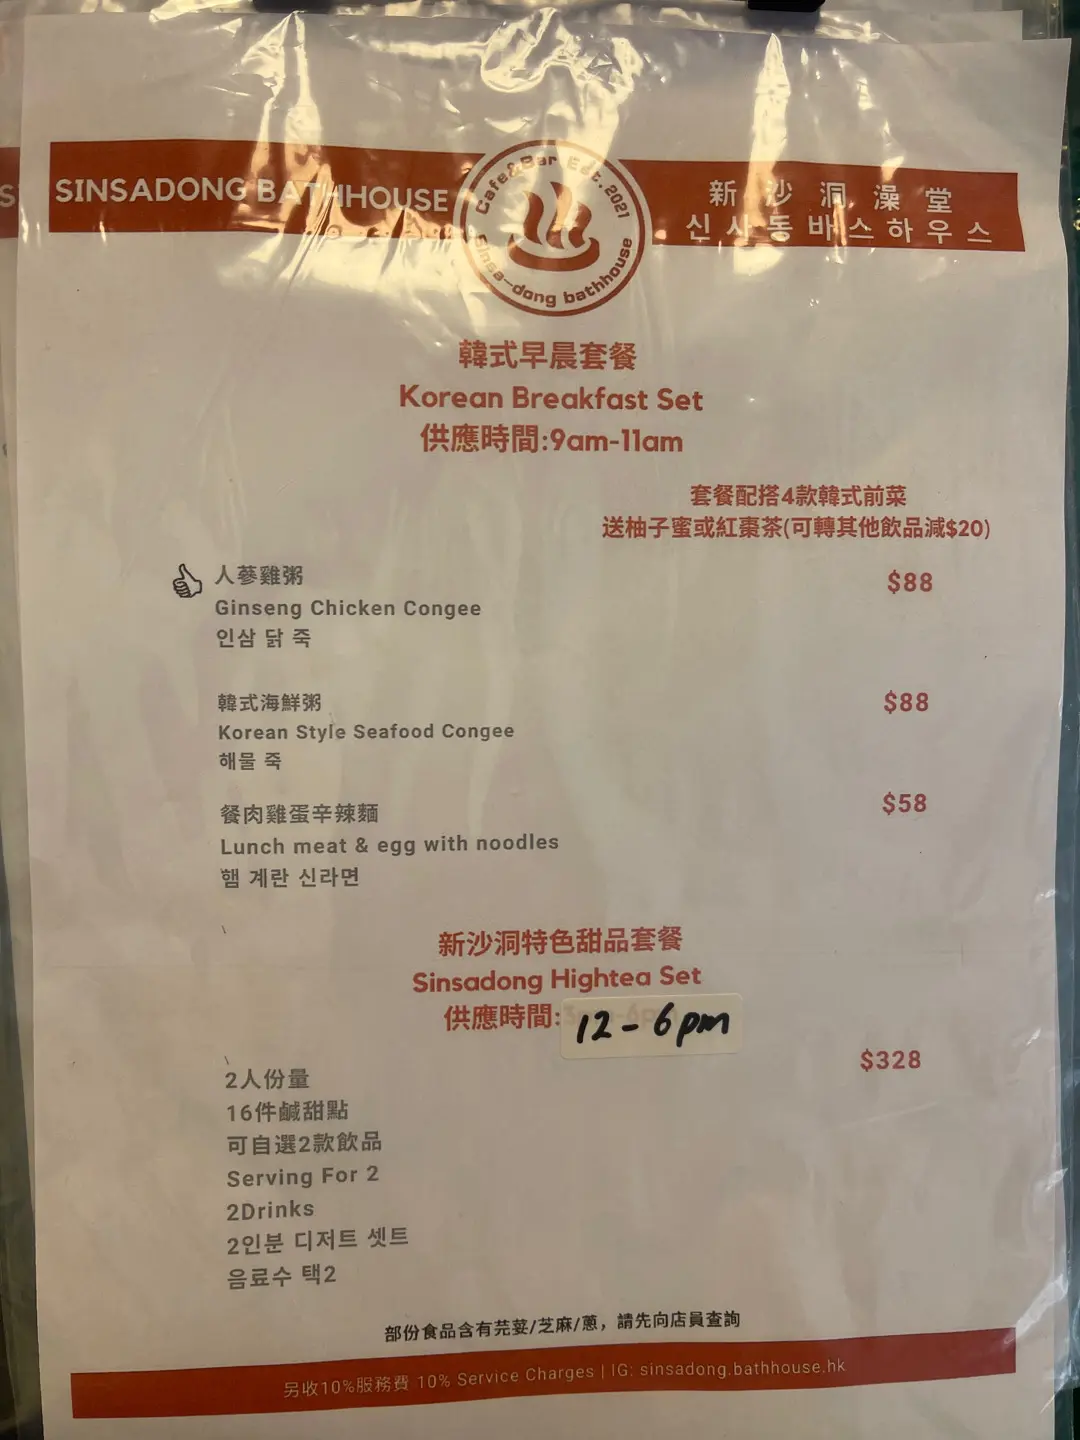 SINSADONG BATHHOUSE
Cafe&Bar Est. 2021
Sinsa-dong bathhouse
新沙洞澡堂
신사동바스하우스
韓式早晨套餐
Korean Breakfast Set
供應時間:9am-11am
套餐配搭4款韓式前菜
送柚子蜜或紅棗茶(可轉其他飲品減$20)
人蔘雞粥
$88
Ginseng Chicken Congee
인삼 닭 죽
韓式海鮮粥
$88
Korean Style Seafood Congee
해물 죽
餐肉雞蛋辛辣麵
$58
Lunch meat & egg with noodles
햄 계란 신라면
新沙洞特色甜品套餐
Sinsadong Hightea Set
供應時間: 12-6pm
$328
2人份量
16件鹹甜點
可自選2款飲品
Serving For 2
2Drinks
2인분 디저트 셋트
음료수 택2
部份食品含有芫荽/芝麻/蔥，請先向店員查詢
另收10%服務費 10% Service Charges | IG: sinsadong.bathhouse.hk